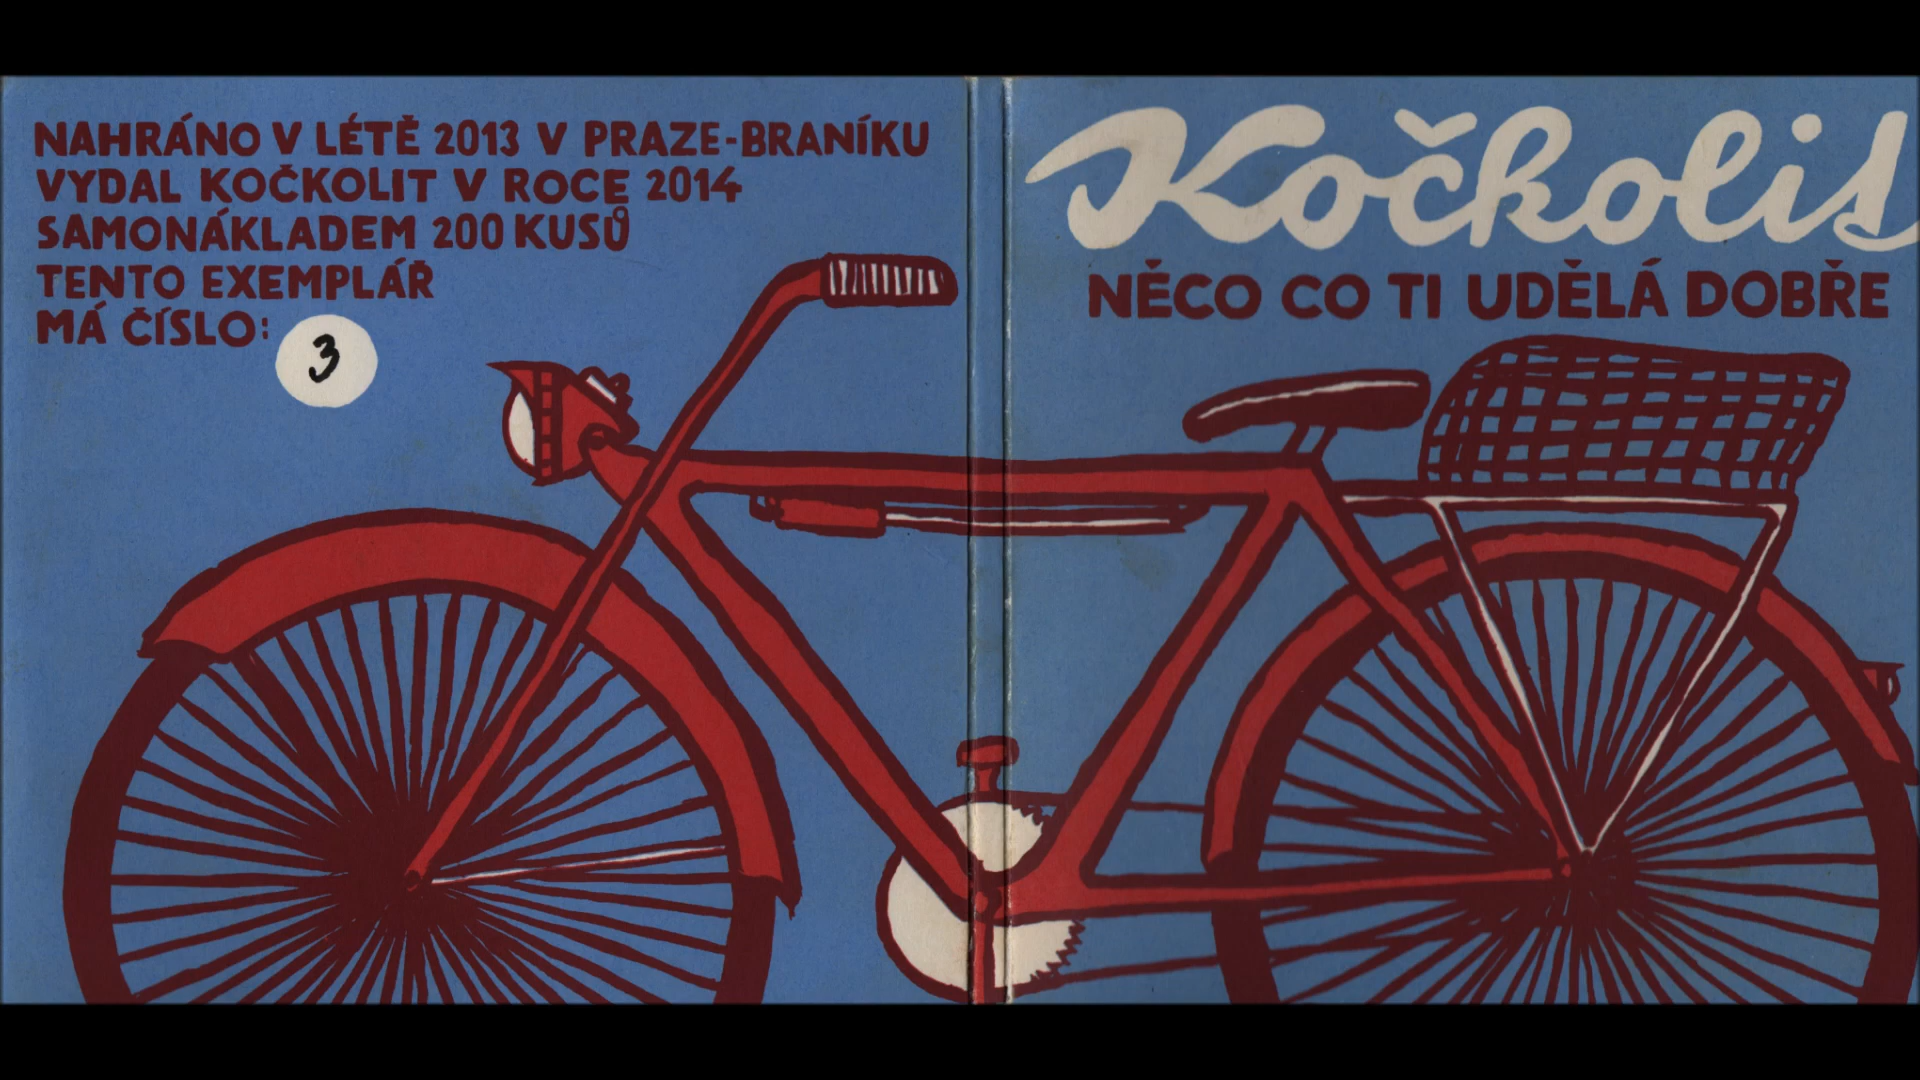 NAHRÁNO V LÉTĚ 2013 V PRAZE-BRANÍKU
VYDAL KOČKOLIT V ROCE 2014
SAMONÁKLADEM 200 KUSŮ
TENTO EXEMPLÁŘ
MÁ ČÍSLO:
3
Kočkolit
NĚCO CO TI UDĚLÁ DOBŘE